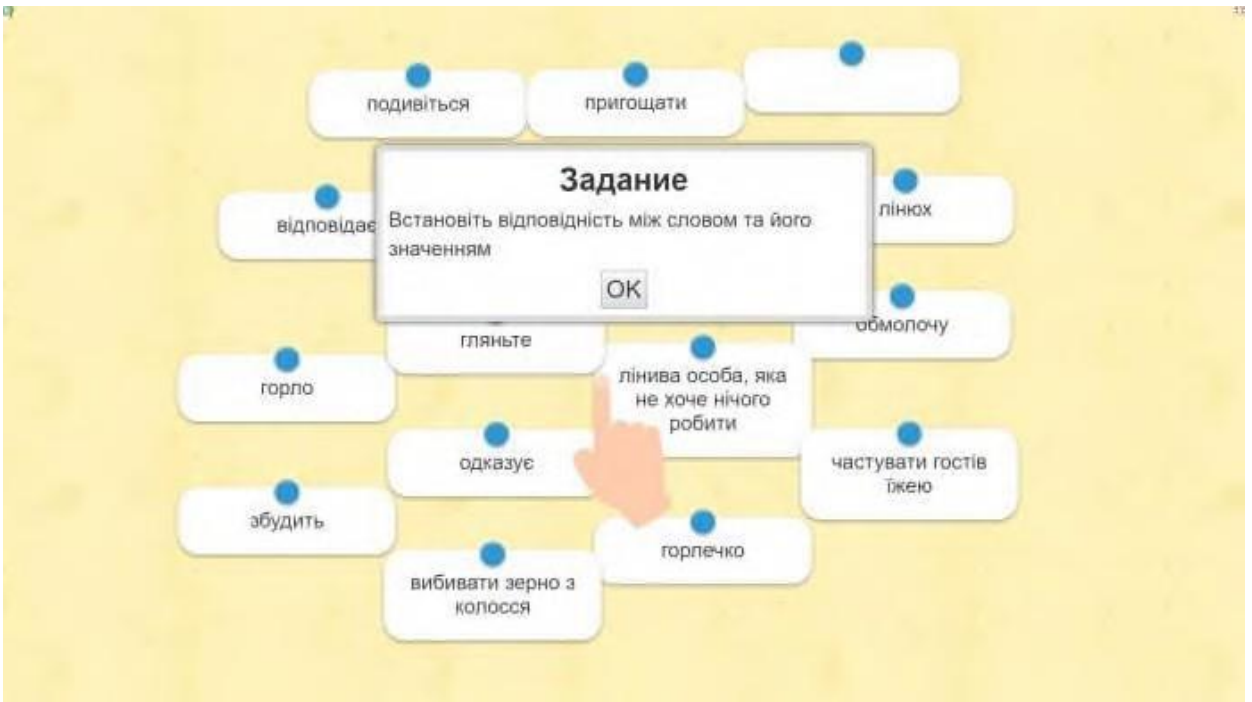 подивіться
пригощати
Задание
Встановіть відповідність між словом та його
значенням
OK
відповідає
лінюх
обмолочу
гляньте
горло
лінива особа, яка
не хоче нічого
робити
одказує
частувати гостів
їжею
збудить
горлечко
вибивати зерно з
колосся